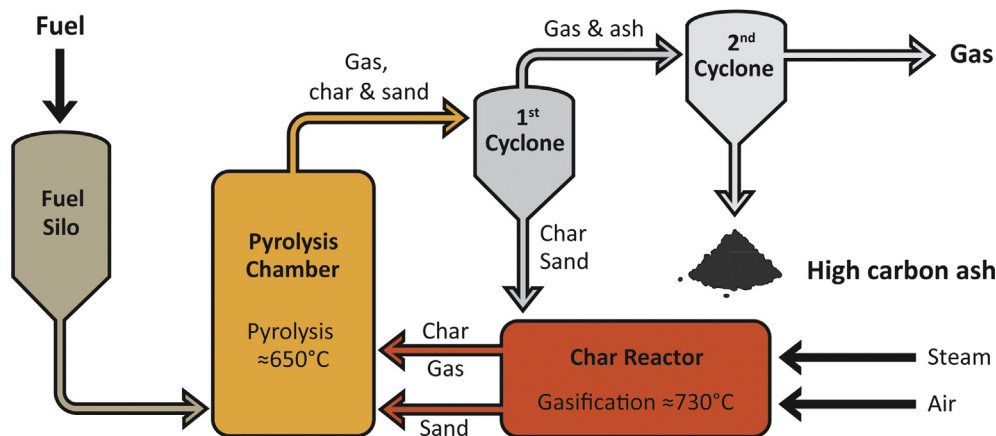 Fuel
Fuel
Silo
Gas,
char & sand
Pyrolysis
Chamber
Pyrolysis
≈650°C
1st
Cyclone
Gas & ash
2nd
Cyclone
Gas
Char
Sand
High carbon ash
Char
Gas
Sand
Char Reactor
Gasification ≈730°C
Steam
Air